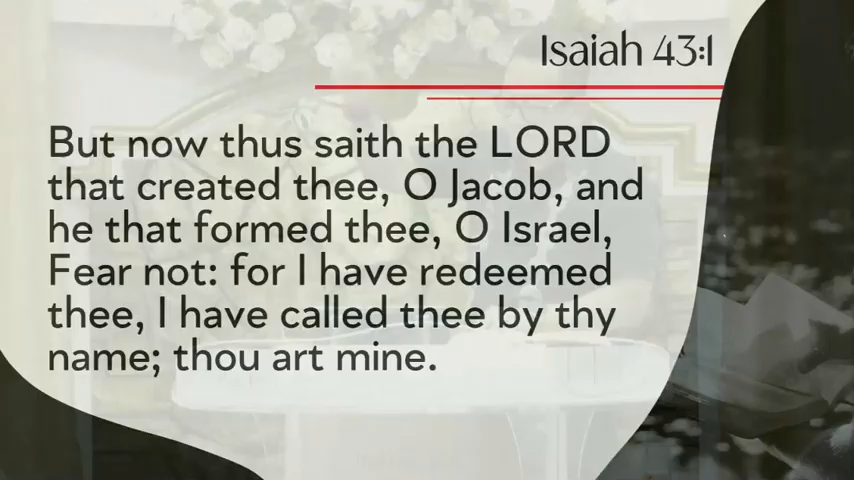 Isaiah 43:1
But now thus saith the LORD
that created thee, O Jacob, and
he that formed thee, O Israel,
Fear not: for I have redeemed
thee, I have called thee by thy
name; thou art mine.